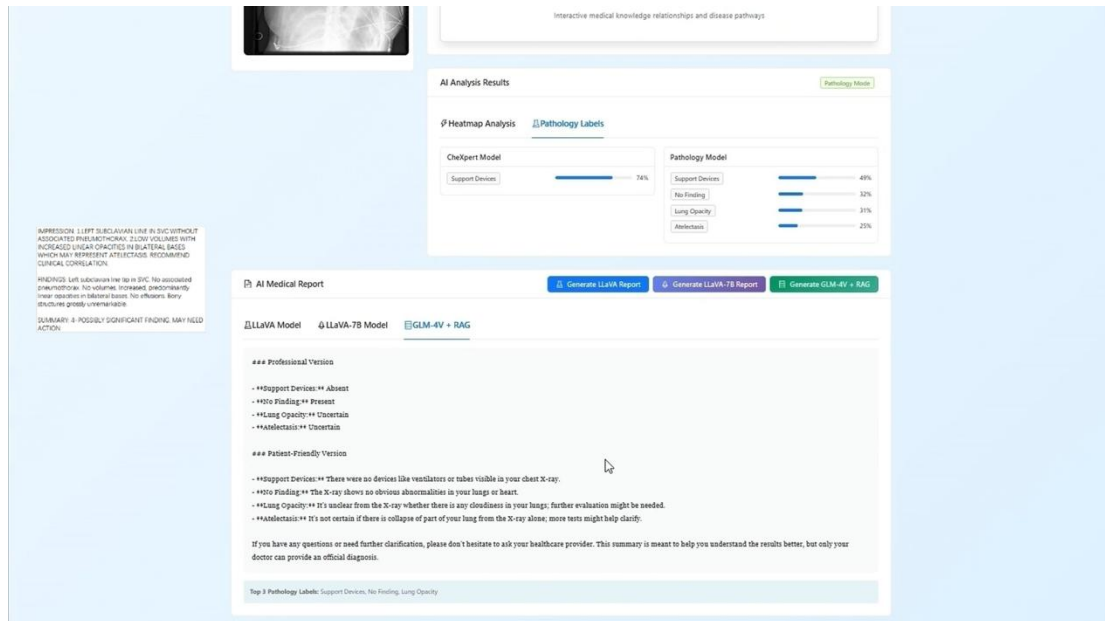 Interactive medical knowledge relationships and disease pathways
AI Analysis Results
Pathology Mode
Heatmap Analysis
Pathology Labels
CheXpert Model
Support Devices
74%
Pathology Model
Support Devices
49%
No Finding
32%
Lung Opacity
31%
Atelectasis
25%
IMPRESSION: 1.LEFT SUBCLAVIAN LINE IN SVC WITHOUT
ASSOCIATED PNEUMOTHORAX. 2.LOW VOLUMES WITH
INCREASED LINEAR OPACITIES IN BILATERAL BASES
WHICH MAY REPRESENT ATELECTASIS. RECOMMEND
CLINICAL CORRELATION.
FINDINGS: Left subclavian line tip in SVC. No associated
pneumothorax. No volumes. Increased, predominantly
linear opacities in bilateral bases. No effusions. Bony
structures grossly unremarkable.
SUMMARY: 4-POSSIBLY SIGNIFICANT FINDING, MAY NEED
ACTION
AI Medical Report
Generate LLaVA Report
Generate LLaVA-7B Report
Generate GLM-4V + RAG
LLaVA Model
LLaVA-7B Model
GLM-4V + RAG
### Professional Version
- **Support Devices:** Absent
- **No Finding:** Present
- **Lung Opacity:** Uncertain
- **Atelectasis:** Uncertain
### Patient-Friendly Version
- **Support Devices:** There were no devices like ventilators or tubes visible in your chest X-ray.
- **No Finding:** The X-ray shows no obvious abnormalities in your lungs or heart.
- **Lung Opacity:** It's unclear from the X-ray whether there is any cloudiness in your lungs; further evaluation might be needed.
- **Atelectasis:** It's not certain if there is collapse of part of your lung from the X-ray alone; more tests might help clarify.
If you have any questions or need further clarification, please don't hesitate to ask your healthcare provider. This summary is meant to help you understand the results better, but only your
doctor can provide an official diagnosis.
Top 3 Pathology Labels: Support Devices, No Finding, Lung Opacity